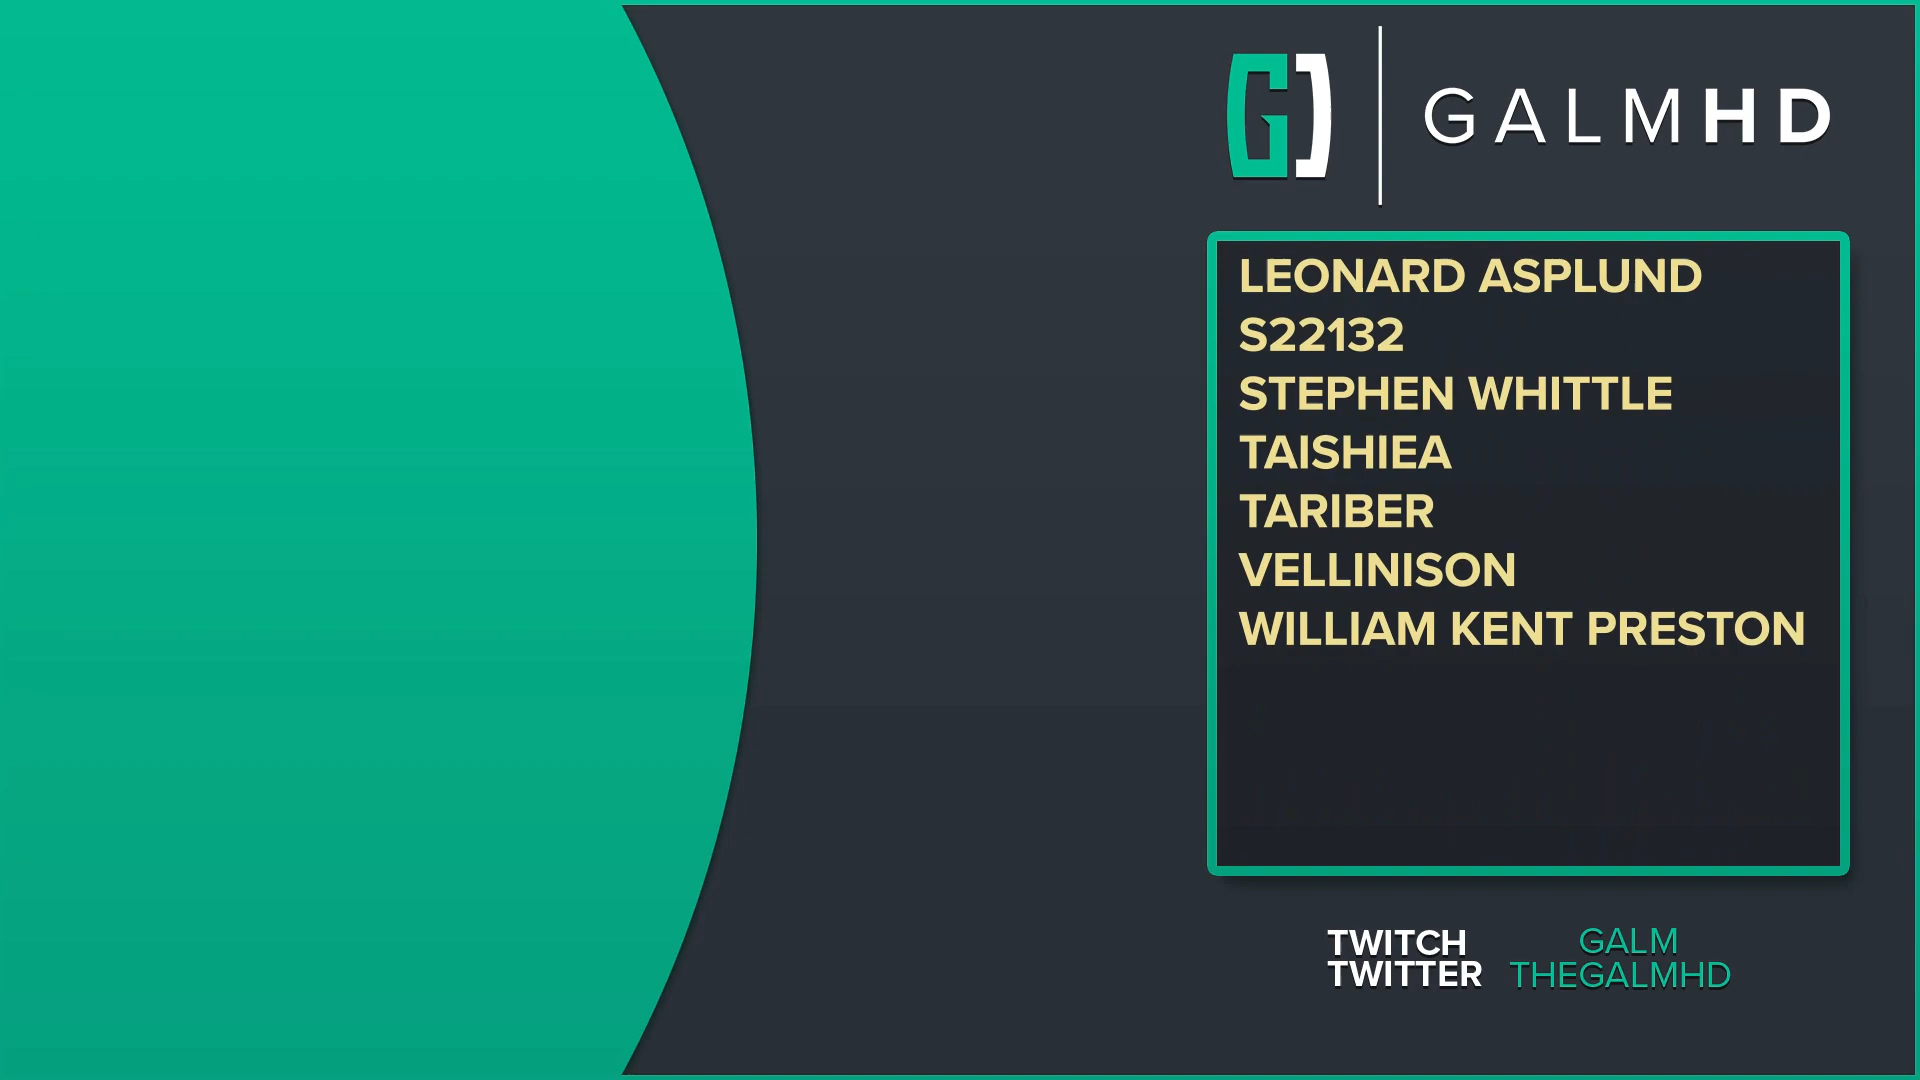 GALMHD
LEONARD ASPLUND
S22132
STEPHEN WHITTLE
TAISHIEA
TARIBER
VELLINISON
WILLIAM KENT PRESTON
TWITCH GALM
TWITTER THEGALMHD